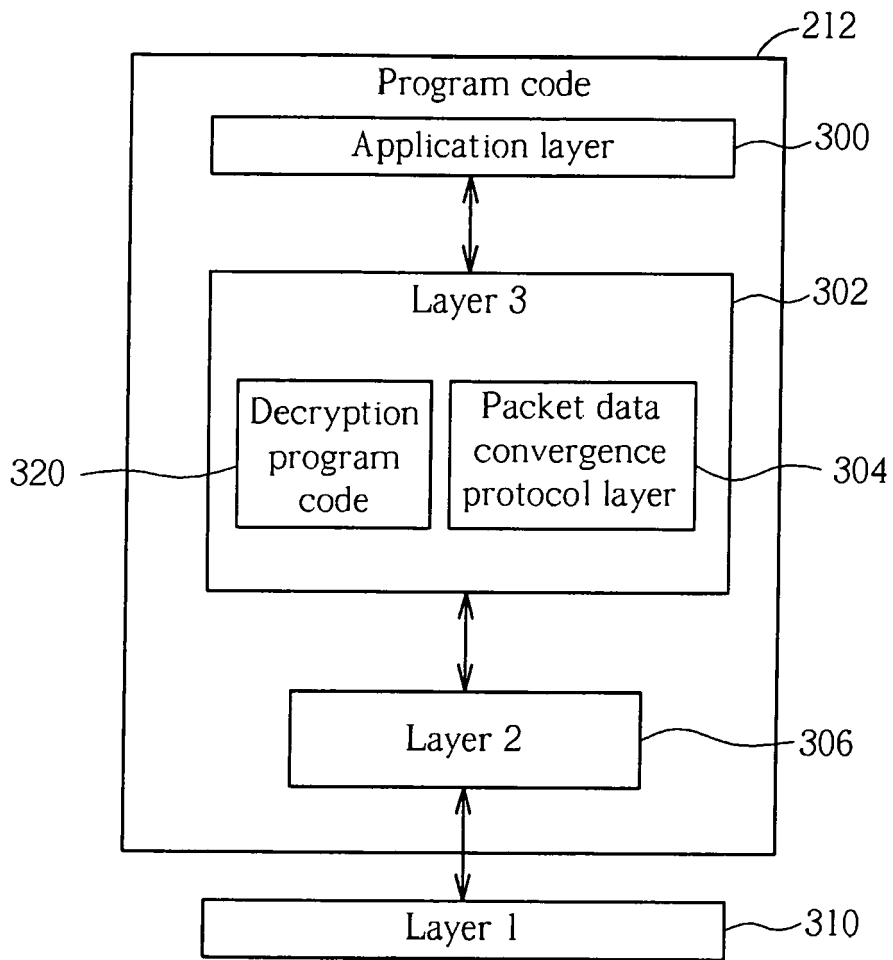 212
Program code
Application layer
300
Layer 3
302
Decryption
program
code
320
Packet data
convergence
protocol layer
304
Layer 2
306
Layer 1
310